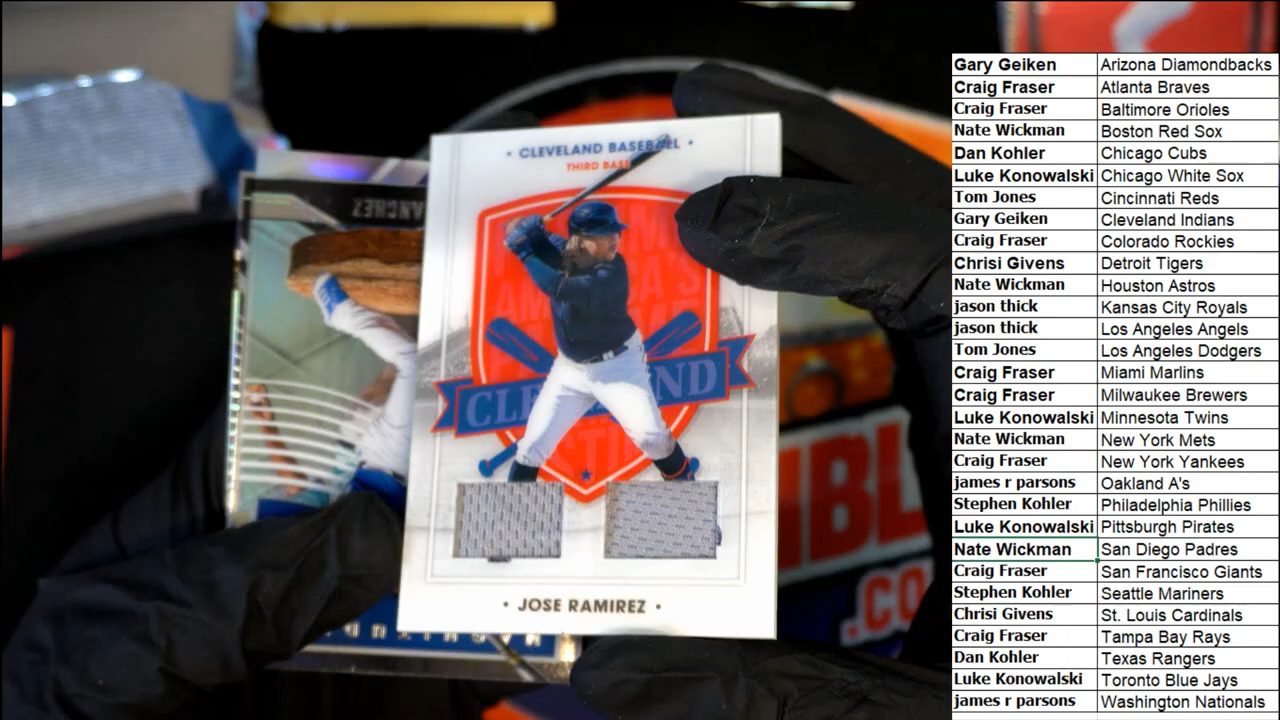 · CLEVELAND BASEBALL ·
THIRD BASE
CLEVELAND
· JOSE RAMIREZ ·
ANCHEZ
Gary Geiken Arizona Diamondbacks
Craig Fraser Atlanta Braves
Craig Fraser Baltimore Orioles
Nate Wickman Boston Red Sox
Dan Kohler Chicago Cubs
Luke Konowalski Chicago White Sox
Tom Jones Cincinnati Reds
Gary Geiken Cleveland Indians
Craig Fraser Colorado Rockies
Chrisi Givens Detroit Tigers
Nate Wickman Houston Astros
jason thick Kansas City Royals
jason thick Los Angeles Angels
Tom Jones Los Angeles Dodgers
Craig Fraser Miami Marlins
Craig Fraser Milwaukee Brewers
Luke Konowalski Minnesota Twins
Nate Wickman New York Mets
Craig Fraser New York Yankees
james r parsons Oakland A's
Stephen Kohler Philadelphia Phillies
Luke Konowalski Pittsburgh Pirates
Nate Wickman San Diego Padres
Craig Fraser San Francisco Giants
Stephen Kohler Seattle Mariners
Chrisi Givens St. Louis Cardinals
Craig Fraser Tampa Bay Rays
Dan Kohler Texas Rangers
Luke Konowalski Toronto Blue Jays
james r parsons Washington Nationals